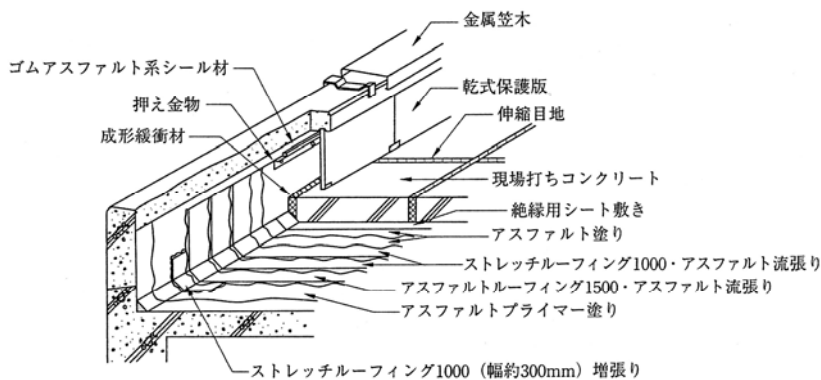 金属笠木
ゴムアスファルト系シール材
乾式保護版
押え金物
伸縮目地
成形緩衝材
現場打ちコンクリート
絶縁用シート敷き
アスファルト塗り
ストレッチルーフィング1000・アスファルト流張り
アスファルトルーフィング1500・アスファルト流張り
アスファルトプライマー塗り
ストレッチルーフィング1000（幅約300mm）増張り